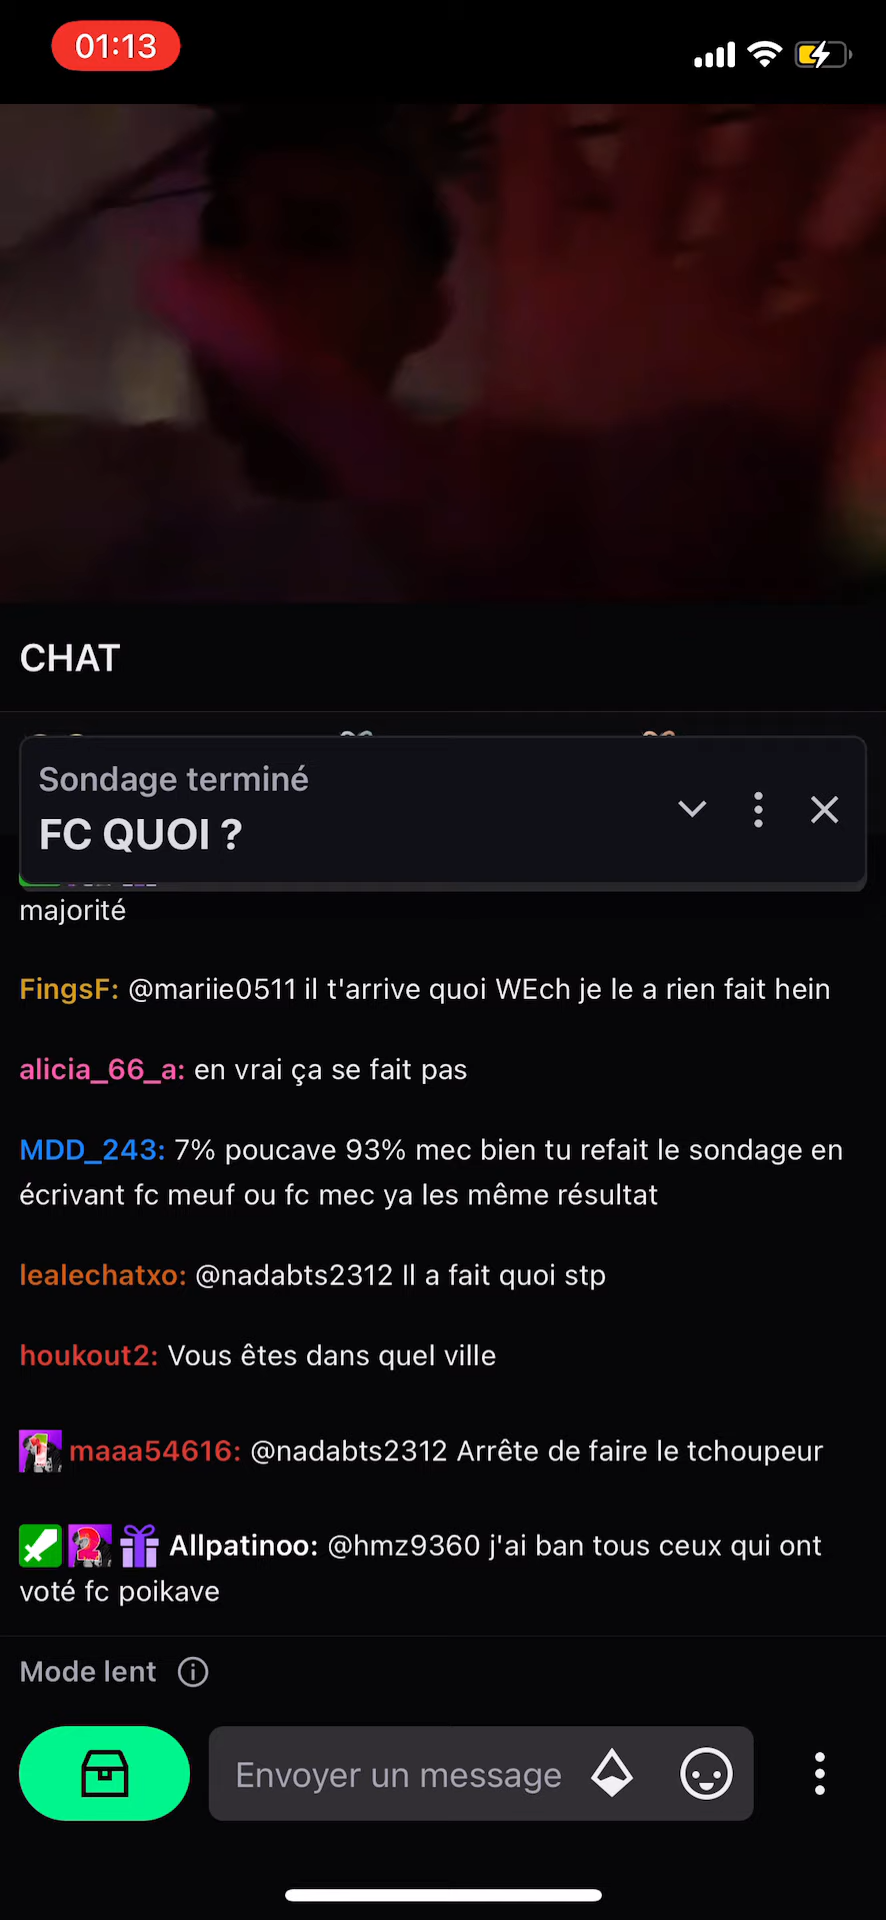 01:13
CHAT
Sondage terminé
FC QUOI ?
majorité
FingsF: @mariie0511 il t'arrive quoi WEch je le a rien fait hein
alicia_66_a: en vrai ça se fait pas
MDD_243: 7% poucave 93% mec bien tu refait le sondage en
écrivant fc meuf ou fc mec ya les même résultat
lealechatxo: @nadabts2312 Il a fait quoi stp
houkout2: Vous êtes dans quel ville
1 maaa54616: @nadabts2312 Arrête de faire le tchoupeur
2 Allpatinoo: @hmz9360 j'ai ban tous ceux qui ont
voté fc poikave
Mode lent
Envoyer un message